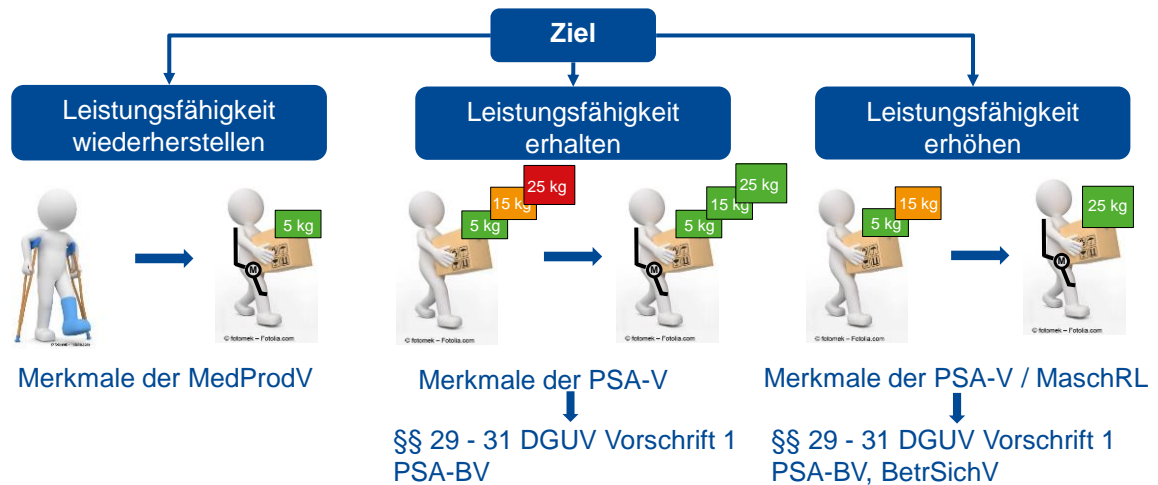 Ziel
Leistungsfähigkeit
wiederherstellen
Leistungsfähigkeit
erhalten
Leistungsfähigkeit
erhöhen
5 kg
M
© fotomek – Fotolia.com
© fotomek – Fotolia.com
5 kg
15 kg
25 kg
© fotomek – Fotolia.com
5 kg
15 kg
25 kg
M
© fotomek – Fotolia.com
5 kg
15 kg
© fotomek – Fotolia.com
25 kg
M
© fotomek – Fotolia.com
Merkmale der MedProdV
Merkmale der PSA-V
Merkmale der PSA-V / MaschRL
§§ 29 - 31 DGUV Vorschrift 1
PSA-BV
§§ 29 - 31 DGUV Vorschrift 1
PSA-BV, BetrSichV